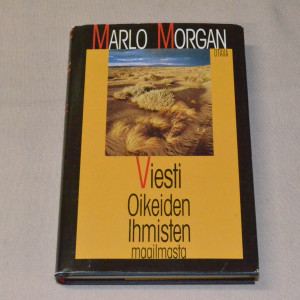 MARLO MORGAN
OTAVA
Viesti
Oikeiden
Ihmisten
maailmasta